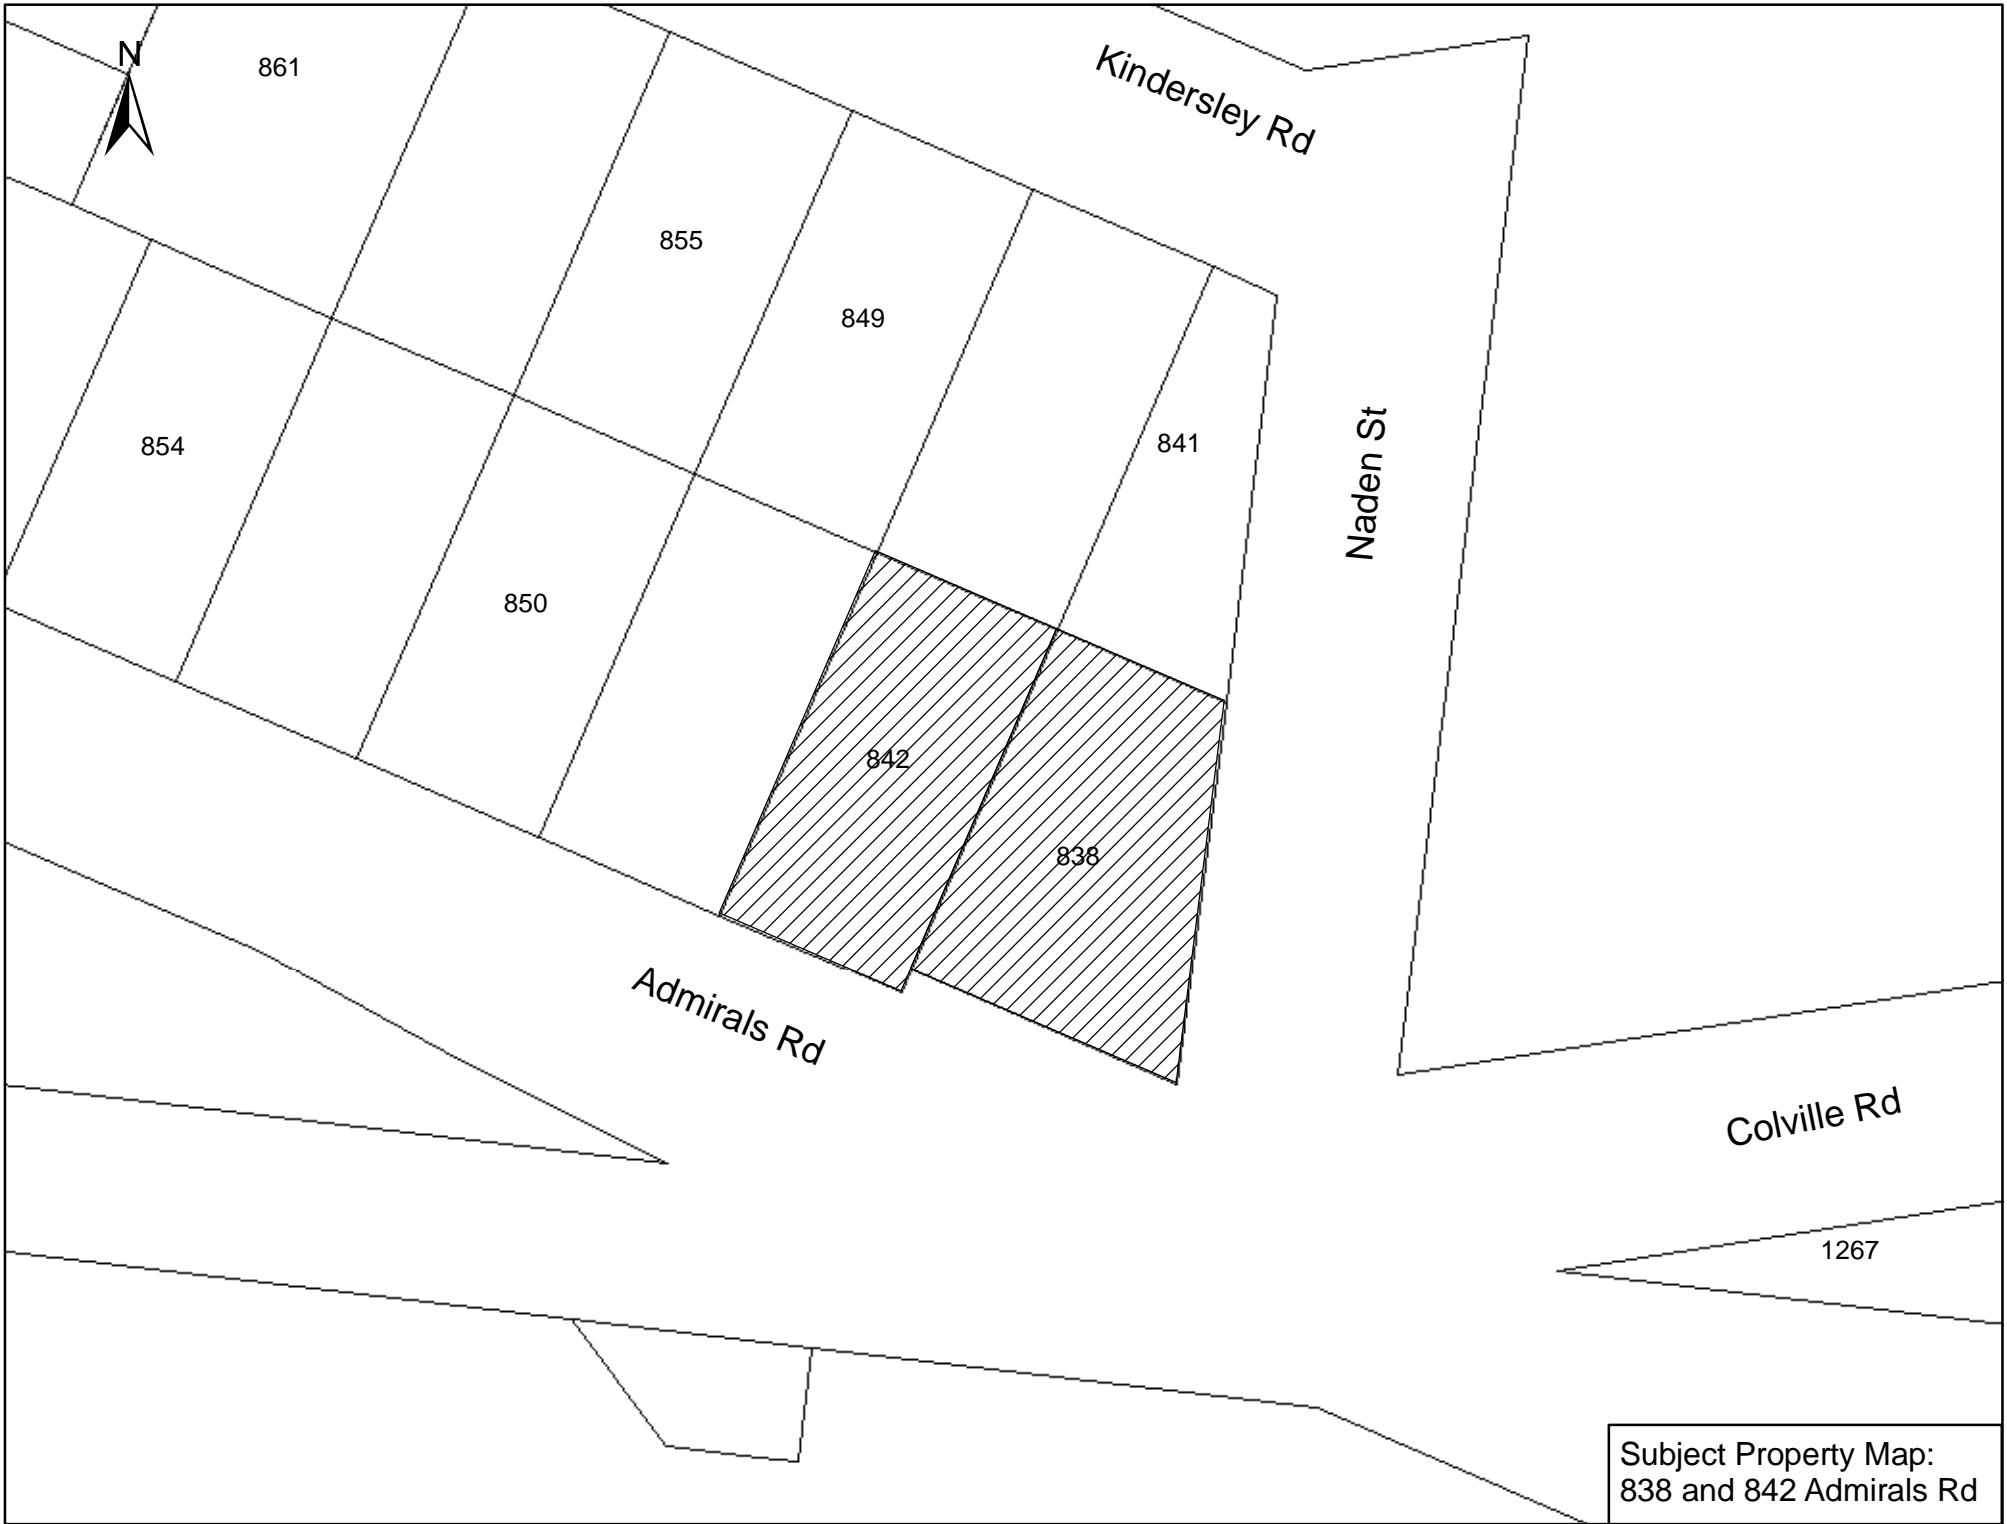 N
861
Kindersley Rd
855
849
841
854
Naden St
850
842
838
Admirals Rd
Colville Rd
1267
Subject Property Map:
838 and 842 Admirals Rd